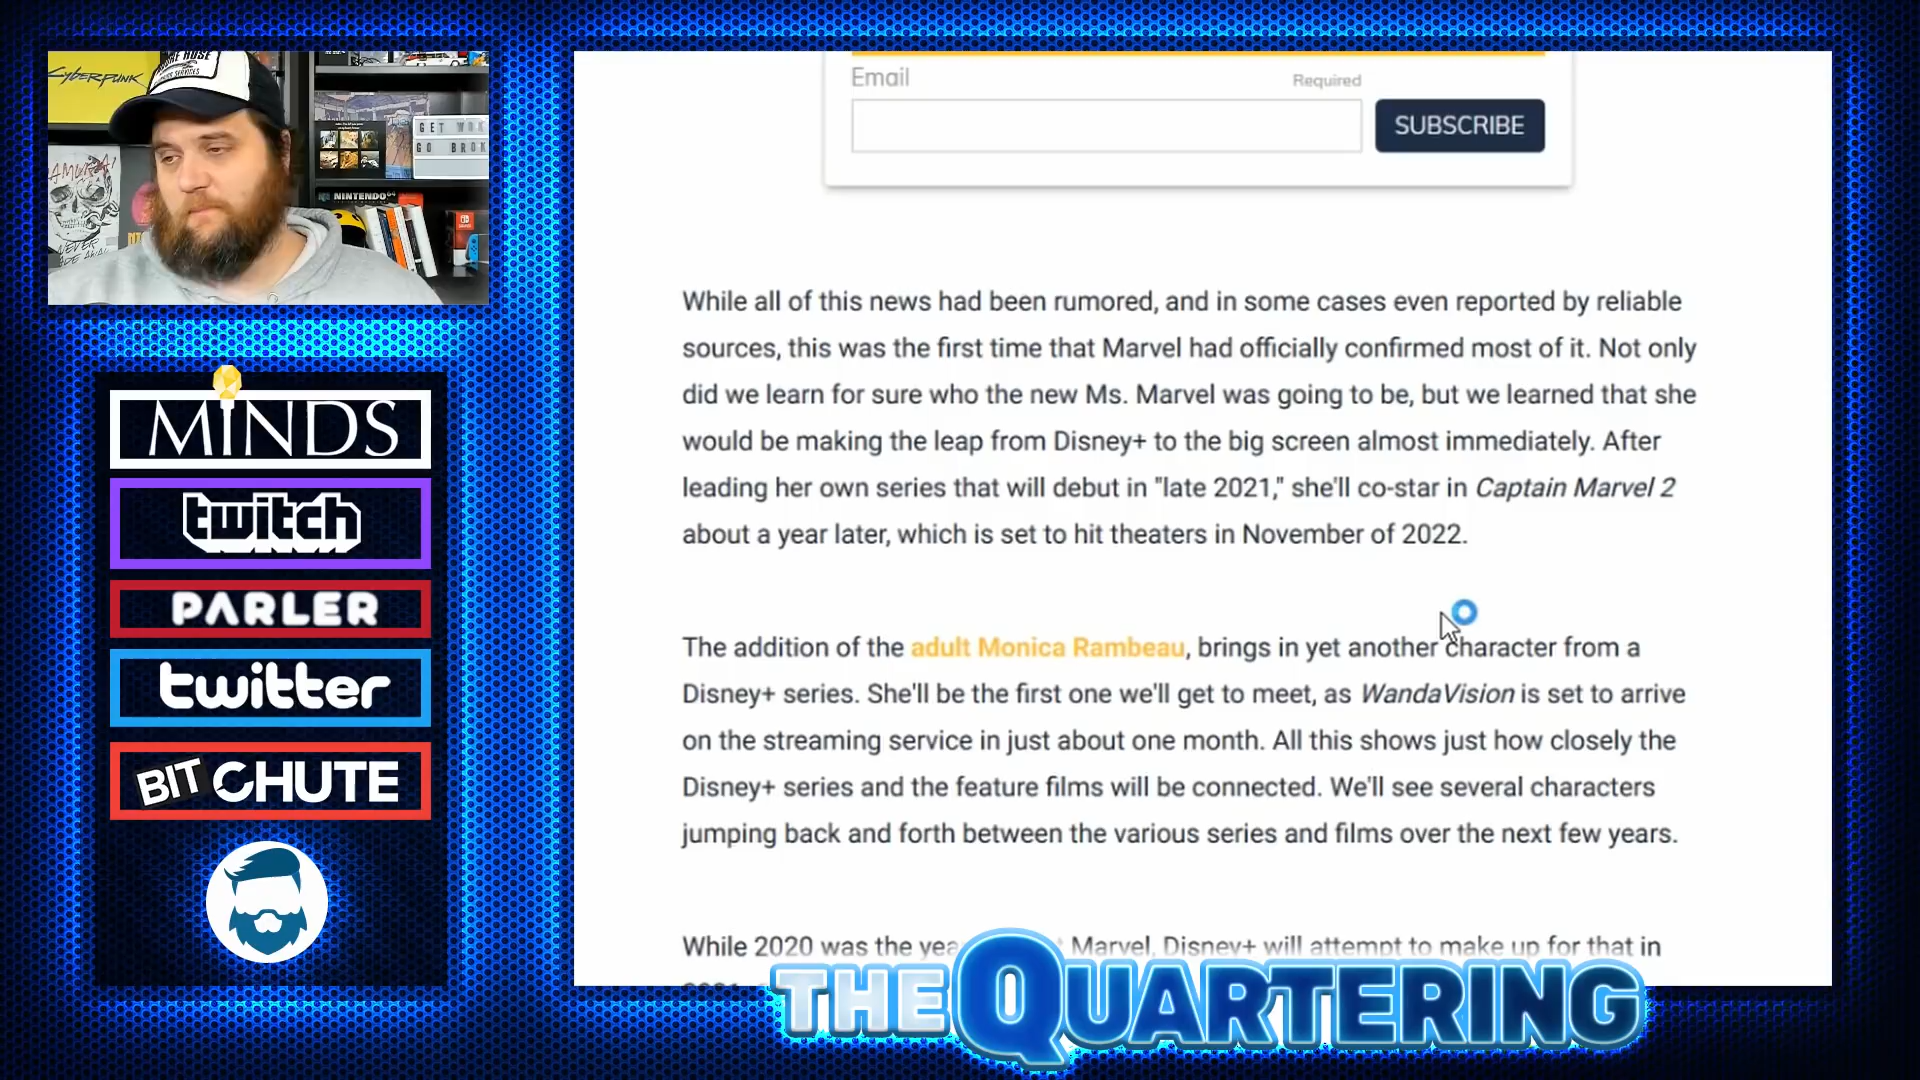 CYBERPUNK
SERVICES
GET WOK
GO BROK
SAMURAI
NEVER
NINTENDO
MINDS
twitch
PARLER
twitter
BITCHUTE
Email
Required
SUBSCRIBE
While all of this news had been rumored, and in some cases even reported by reliable
sources, this was the first time that Marvel had officially confirmed most of it. Not only
did we learn for sure who the new Ms. Marvel was going to be, but we learned that she
would be making the leap from Disney+ to the big screen almost immediately. After
leading her own series that will debut in "late 2021," she'll co-star in Captain Marvel 2
about a year later, which is set to hit theaters in November of 2022.
The addition of the adult Monica Rambeau, brings in yet another character from a
Disney+ series. She'll be the first one we'll get to meet, as WandaVision is set to arrive
on the streaming service in just about one month. All this shows just how closely the
Disney+ series and the feature films will be connected. We'll see several characters
jumping back and forth between the various series and films over the next few years.
While 2020 was the Marvel, Disney+ will attempt to make up for that in
THE QUARTERING